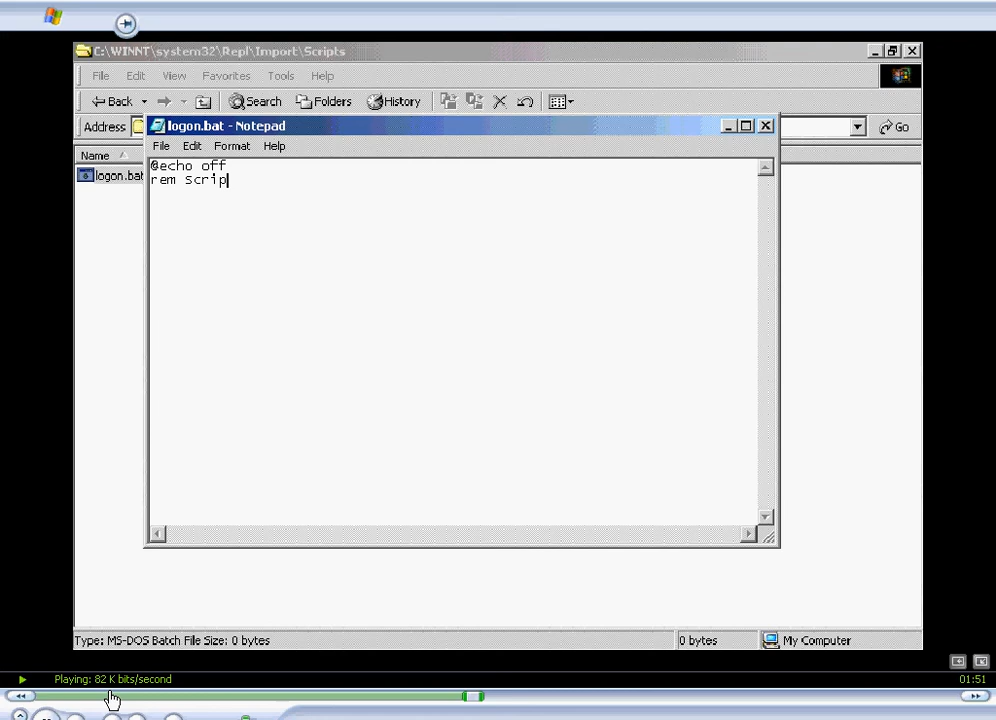 C:\WINNT\system32\Repl\Import\Scripts
File Edit View Favorites Tools Help
Back Search Folders History
Address Go
logon.bat - Notepad
File Edit Format Help
Name
logon.bat
@echo off
rem Scrip
Type: MS-DOS Batch File Size: 0 bytes 0 bytes My Computer
Playing: 82 K bits/second 01:51